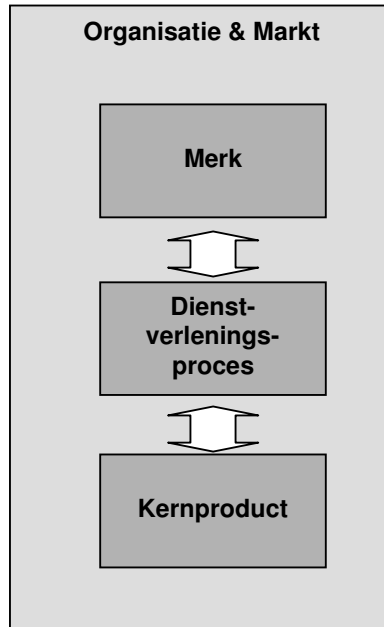 Organisatie & Markt
Merk
Dienst-
verlenings-
proces
Kernproduct